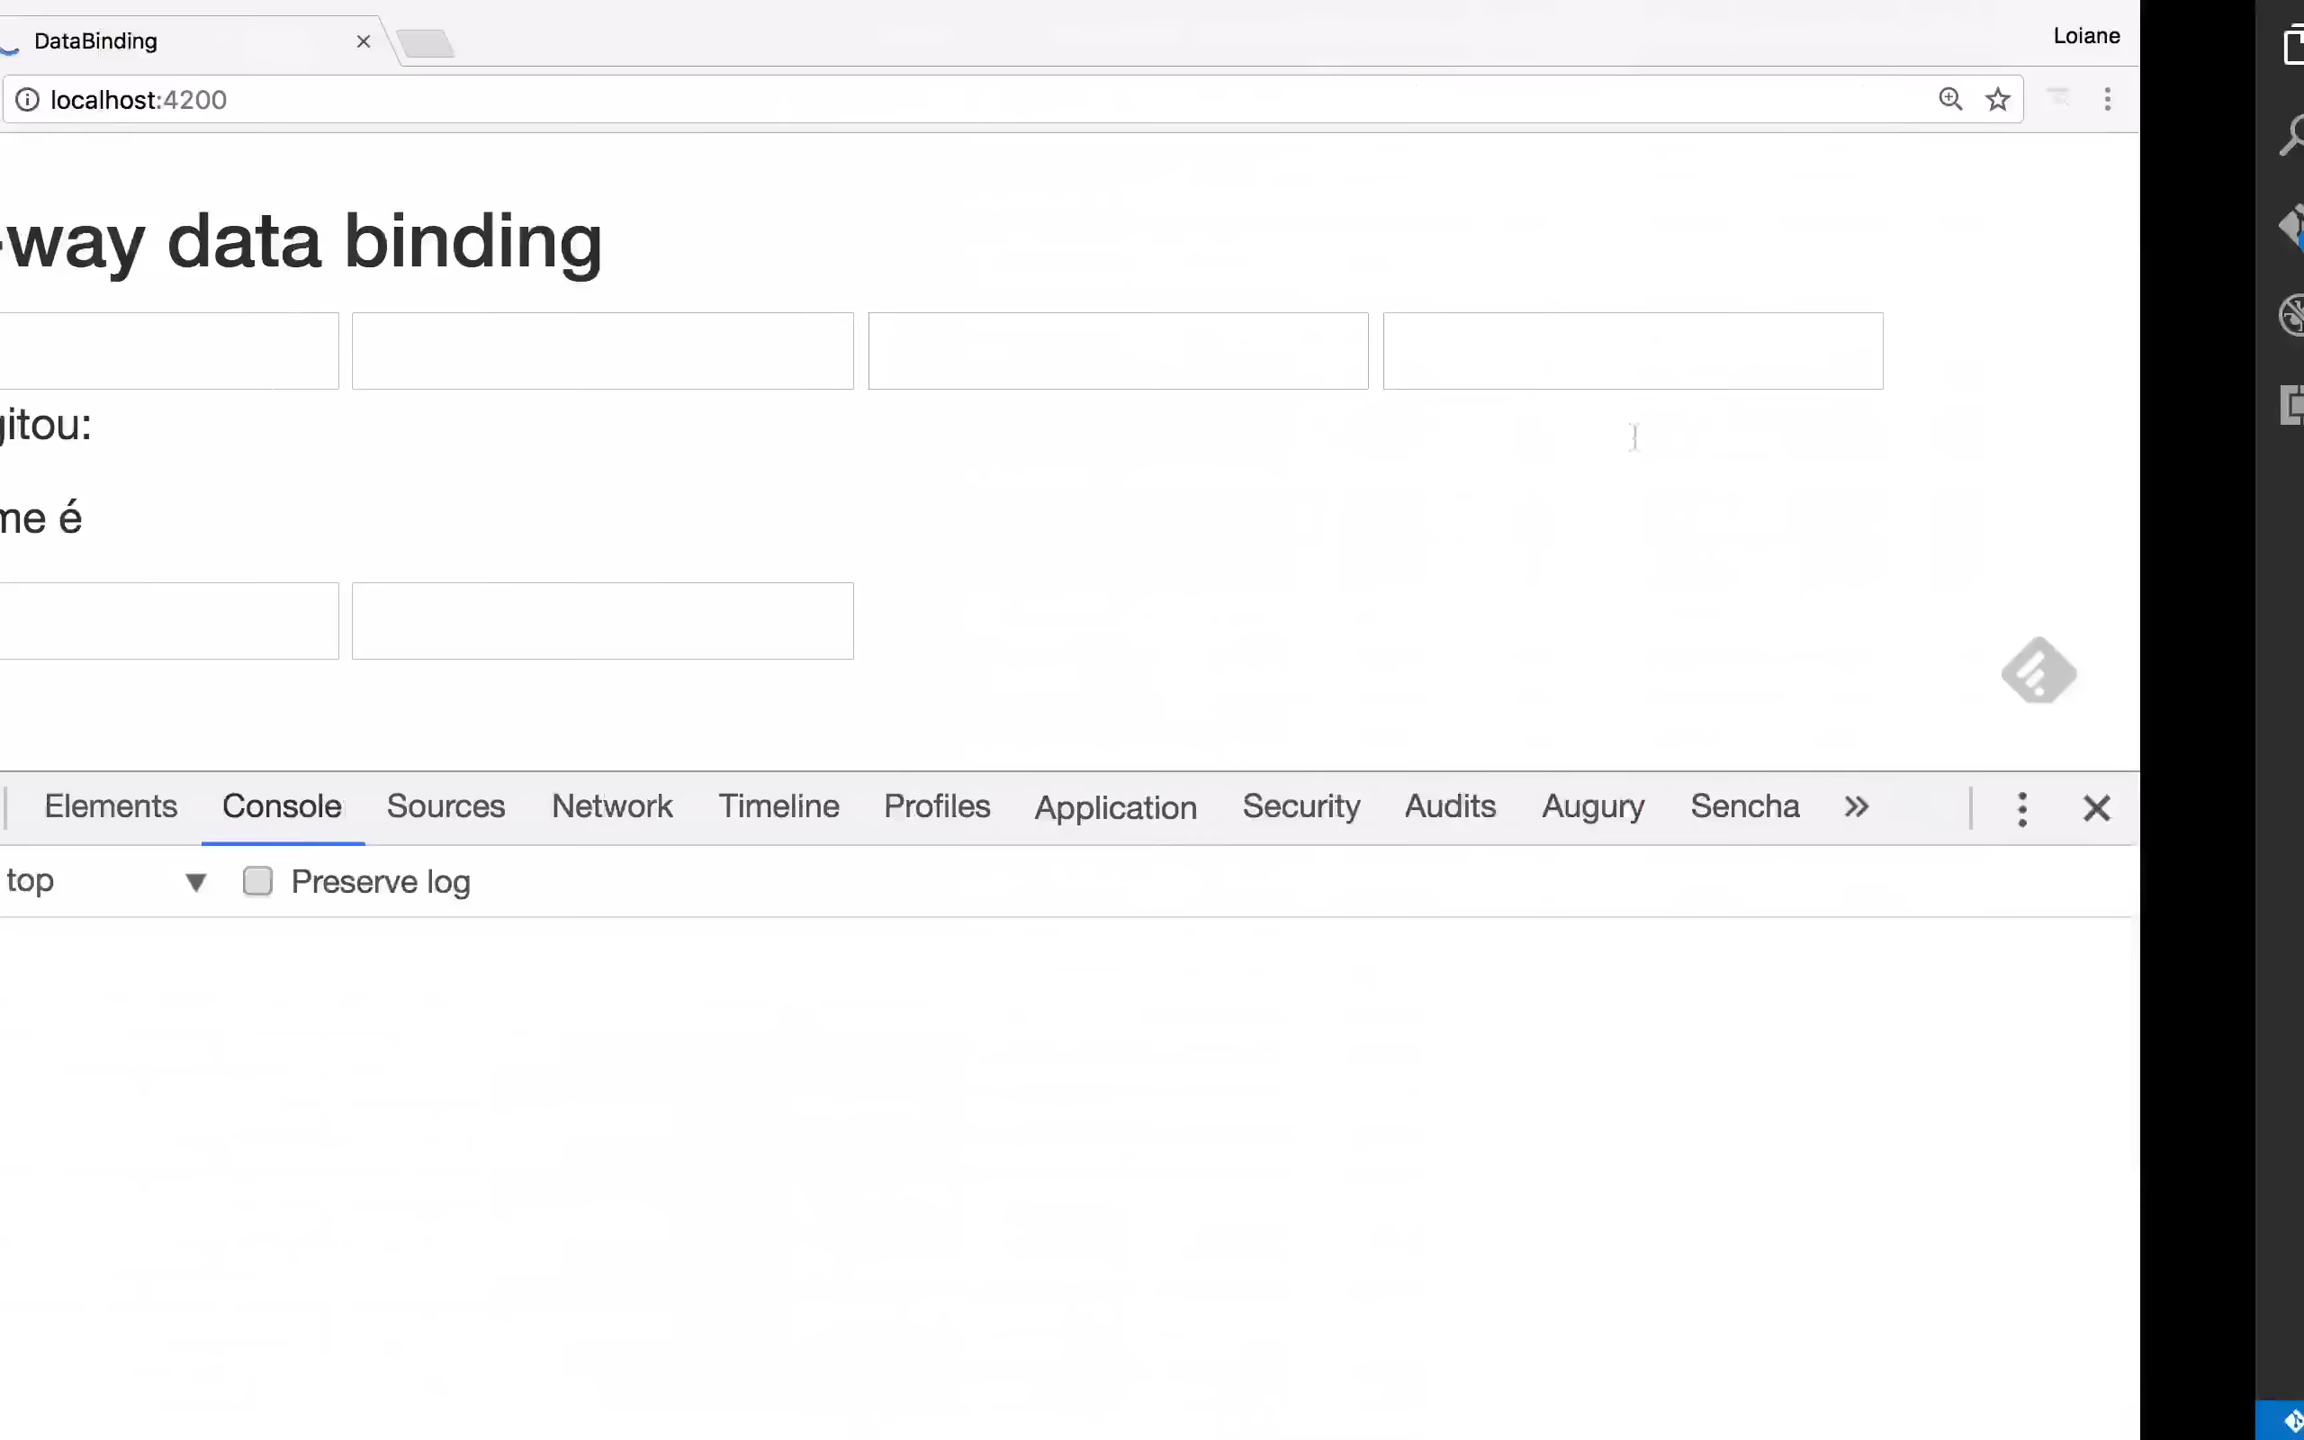 DataBinding
Loiane
localhost:4200
-way data binding
gitou:
me é
Elements Console Sources Network Timeline Profiles Application Security Audits Augury Sencha
top Preserve log